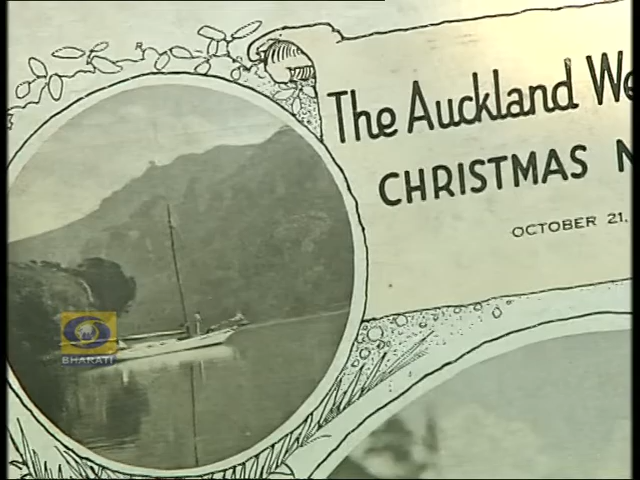 The Auckland We
CHRISTMAS N
OCTOBER 21,
BHARATI